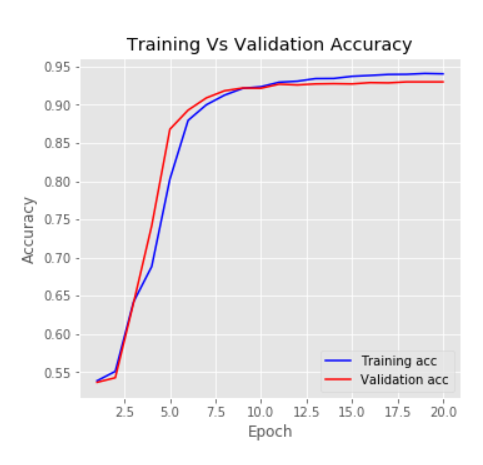 Training Vs Validation Accuracy
0.95
0.90
0.85
0.80
0.75
0.70
0.65
0.60
0.55
Accuracy
Training acc
Validation acc
2.5 5.0 7.5 10.0 12.5 15.0 17.5 20.0
Epoch